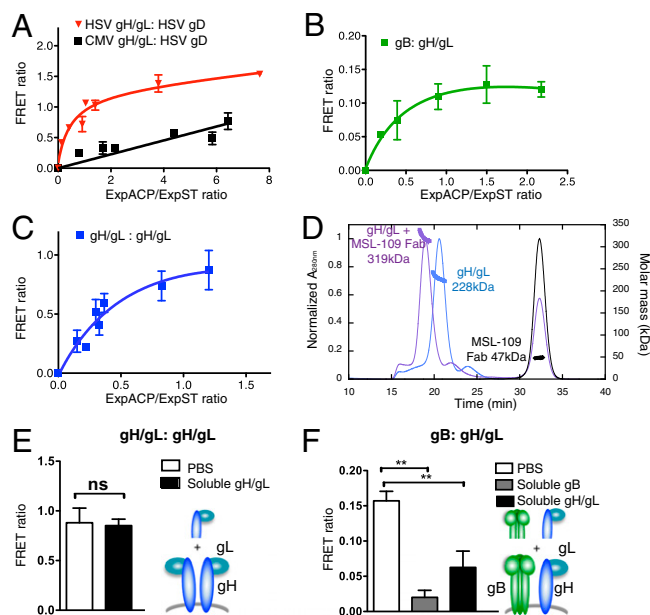 A
HSV gH/gL: HSV gD
CMV gH/gL: HSV gD
FRET ratio
2.0
1.5
1.0
0.5
0.0
0 2 4 6 8
ExpACP/ExpST ratio
B
gB: gH/gL
FRET ratio
0.20
0.15
0.10
0.05
0.00
0.0 0.5 1.0 1.5 2.0 2.5
ExpACP/ExpST ratio
C
gH/gL : gH/gL
FRET ratio
1.0
0.5
0.0
0.0 0.5 1.0 1.5
ExpACP/ExpST ratio
D
gH/gL +
MSL-109 Fab
319kDa
gH/gL
228kDa
MSL-109
Fab 47kDa
Normalized A280nm
1
0.8
0.6
0.4
0.2
0
Molar mass (kDa)
350
300
250
200
150
100
50
0
10 15 20 25 30 35 40
Time (min)
E
gH/gL: gH/gL
FRET ratio
1.5
1.0
0.5
0.0
ns
PBS
Soluble gH/gL
+
gL
gH
F
gB: gH/gL
FRET ratio
0.20
0.15
0.10
0.05
0.00
**
**
PBS
Soluble gB
Soluble gH/gL
+
gL
gB
gH